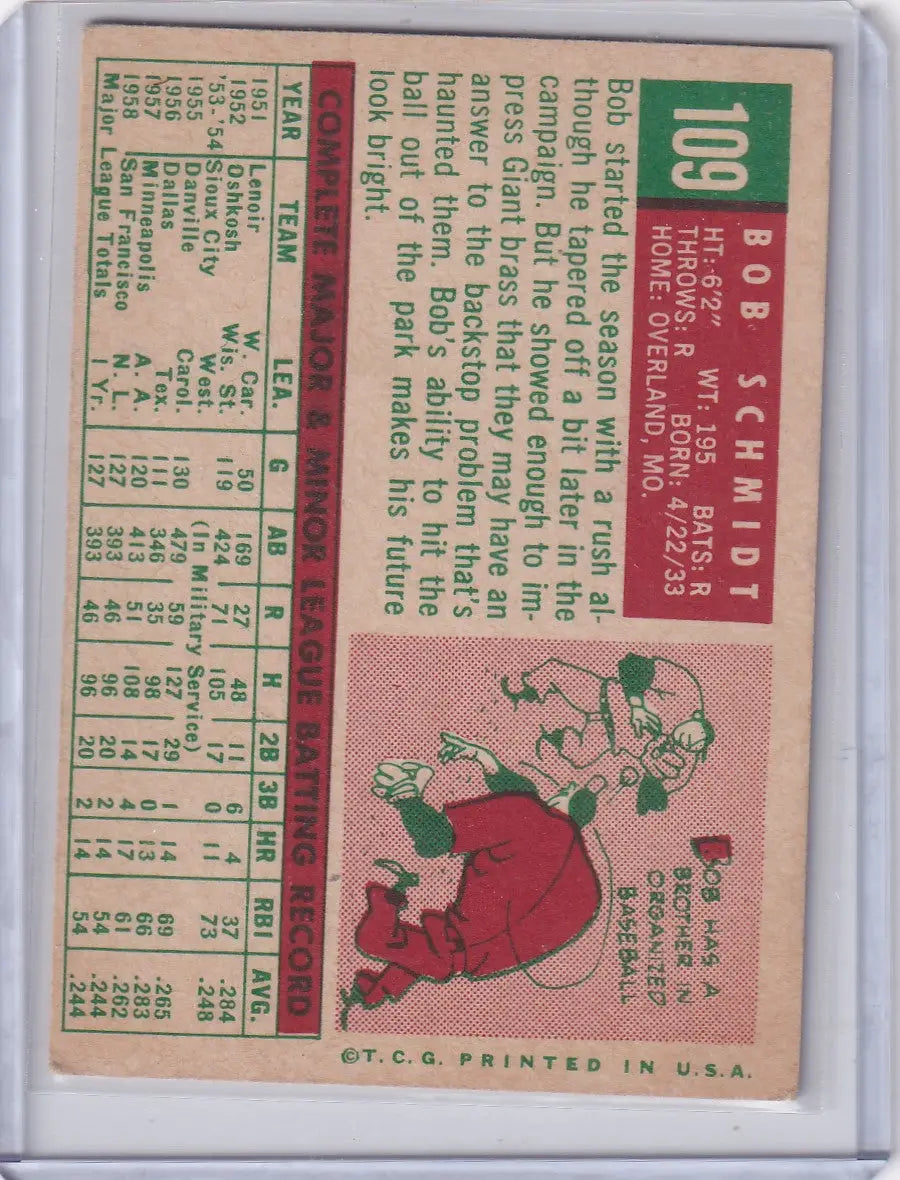 109
BOB SCHMIDT
HT: 6'2" WT: 195 BATS: R
THROWS: R BORN: 4/22/33
HOME: OVERLAND, MO.
Bob started the season with a rush al-
though he tapered off a bit later in the
campaign. But he showed enough to im-
press Giant brass that they may have an
answer to the backstop problem that's
haunted them. Bob's ability to hit the
ball out of the park makes his future
look bright.
BOB HAS A
BROTHER IN
ORGANIZED
BASEBALL
COMPLETE MAJOR & MINOR LEAGUE BATTING RECORD
YEAR TEAM LEA. G AB R H 2B 3B HR RBI AVG.
1951 Lenoir W. Car. 50 169 27 48 11 6 4 37 .284
1952 Oshkosh Wis. St. 119 424 71 105 17 0 11 73 .248
'53-'54 Sioux City West. (In Military Service)
1955 Danville Carol. 130 479 59 127 29 1 14 69 .265
1956 Dallas Tex. 111 346 35 98 17 0 13 66 .283
1957 Minneapolis A. A. 120 413 51 108 14 4 17 61 .262
1958 San Francisco N. L. 127 393 46 96 20 2 14 54 .244
Major League Totals 1 Yr. 127 393 46 96 20 2 14 54 .244
©T.C.G. PRINTED IN U.S.A.